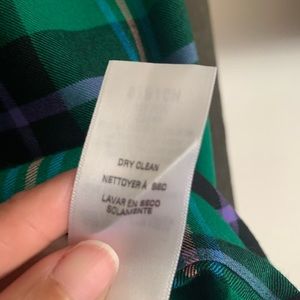 DRY CLEAN
NETTOYER À SEC
LAVAR EN SECO
SOLAMENTE